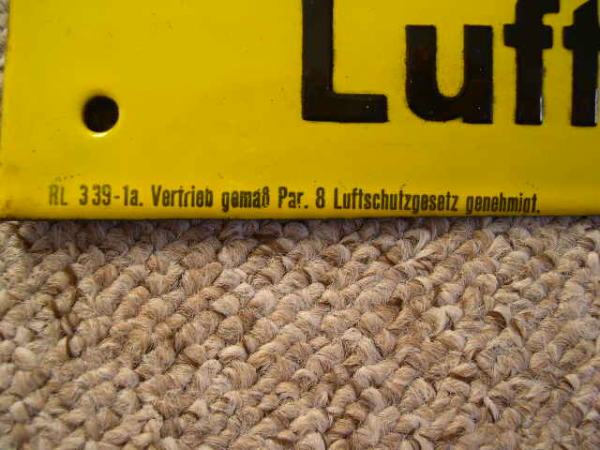 Luft
RL 339-1a. Vertrieb gemäß Par. 8 Luftschutzgesetz genehmigt.